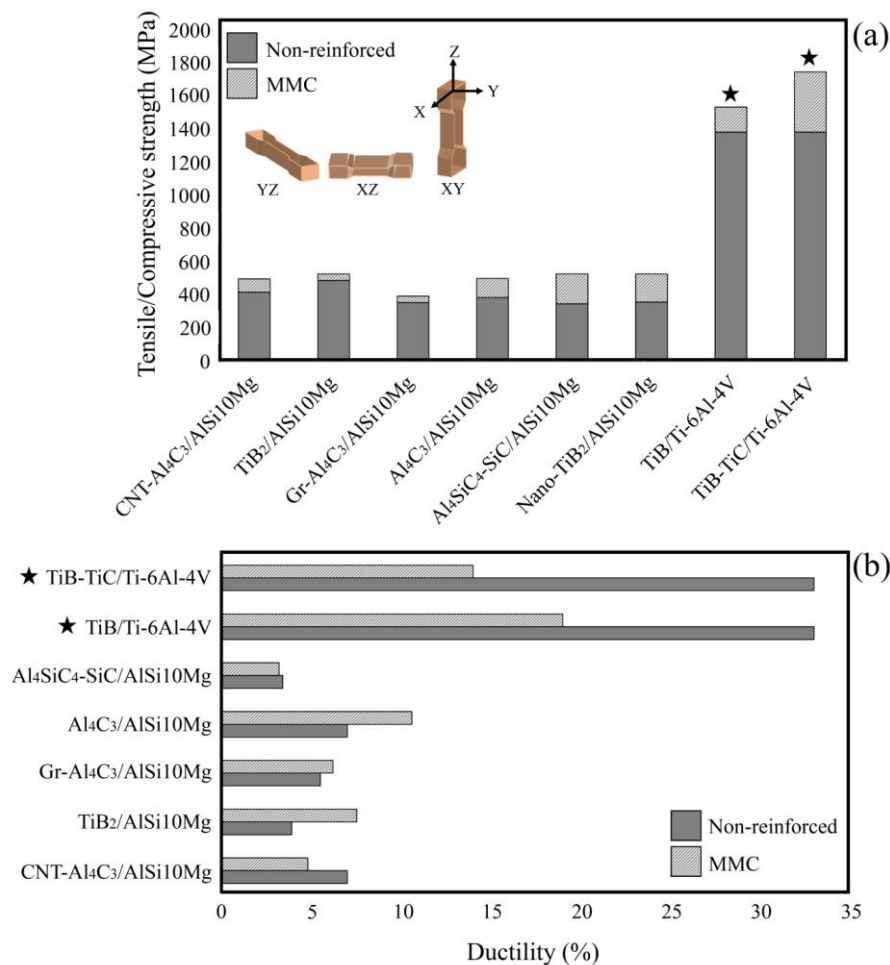 (a)
Tensile/Compressive strength (MPa)
2000
1800
1600
1400
1200
1000
800
600
400
200
0
Non-reinforced
MMC
Z
Y
X
YZ
XZ
XY
★
★
CNT-Al₄C₃/AlSi10Mg
TiB₂/AlSi10Mg
Gr-Al₄C₃/AlSi10Mg
Al₄C₃/AlSi10Mg
Al₄SiC₄-SiC/AlSi10Mg
Nano-TiB₂/AlSi10Mg
TiB/Ti-6Al-4V
TiB-TiC/Ti-6Al-4V
(b)
★ TiB-TiC/Ti-6Al-4V
★ TiB/Ti-6Al-4V
Al₄SiC₄-SiC/AlSi10Mg
Al₄C₃/AlSi10Mg
Gr-Al₄C₃/AlSi10Mg
TiB₂/AlSi10Mg
CNT-Al₄C₃/AlSi10Mg
Non-reinforced
MMC
0 5 10 15 20 25 30 35
Ductility (%)